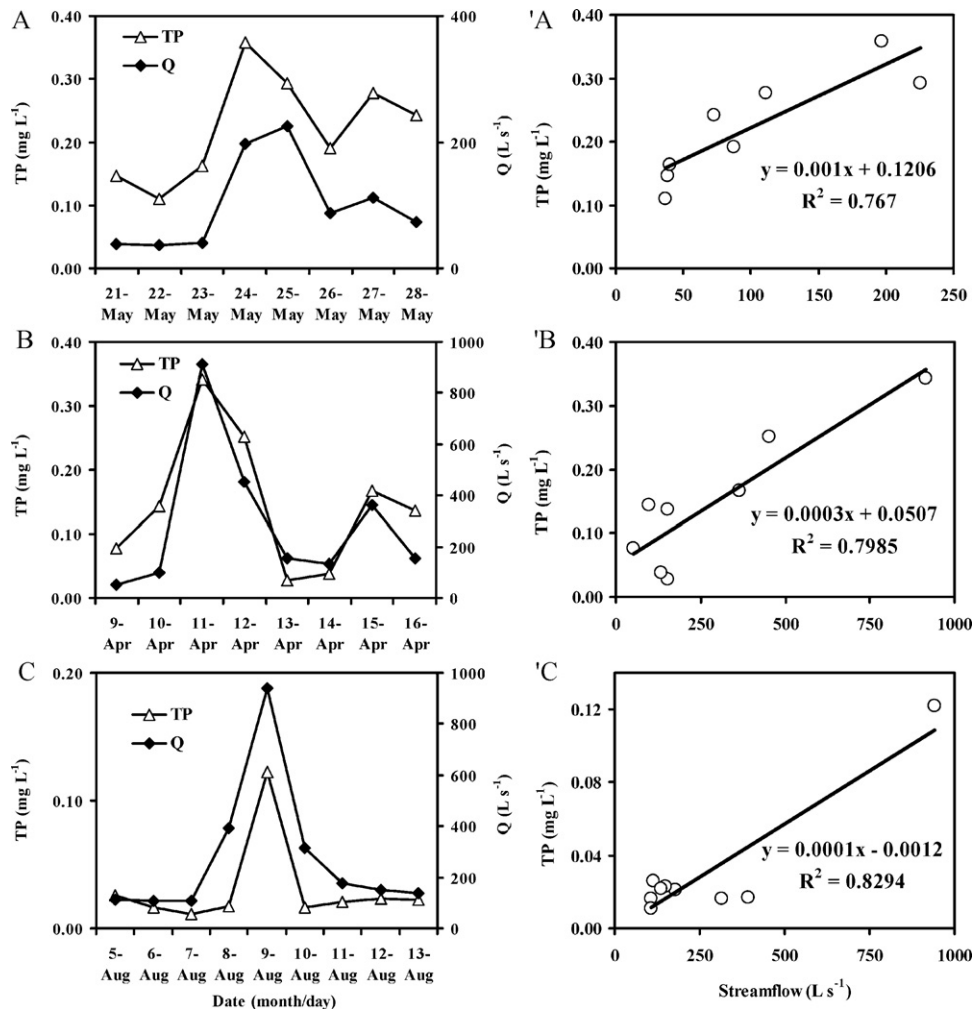 A
TP
Q
0.40
0.30
0.20
0.10
0.00
TP (mg L⁻¹)
400
200
0
Q (L s⁻¹)
21-May
22-May
23-May
24-May
25-May
26-May
27-May
28-May
'A
0.40
0.30
0.20
0.10
0.00
TP (mg L⁻¹)
y = 0.001x + 0.1206
R² = 0.767
0 50 100 150 200 250
B
TP
Q
0.40
0.30
0.20
0.10
0.00
TP (mg L⁻¹)
1000
800
600
400
200
0
Q (L s⁻¹)
9-Apr
10-Apr
11-Apr
12-Apr
13-Apr
14-Apr
15-Apr
16-Apr
'B
0.40
0.30
0.20
0.10
0.00
TP (mg L⁻¹)
y = 0.0003x + 0.0507
R² = 0.7985
0 250 500 750 1000
C
TP
Q
0.20
0.10
0.00
TP (mg L⁻¹)
1000
800
600
400
200
0
Q (L s⁻¹)
5-Aug
6-Aug
7-Aug
8-Aug
9-Aug
10-Aug
11-Aug
12-Aug
13-Aug
Date (month/day)
'C
0.12
0.08
0.04
0.00
TP (mg L⁻¹)
y = 0.0001x - 0.0012
R² = 0.8294
0 250 500 750 1000
Streamflow (L s⁻¹)